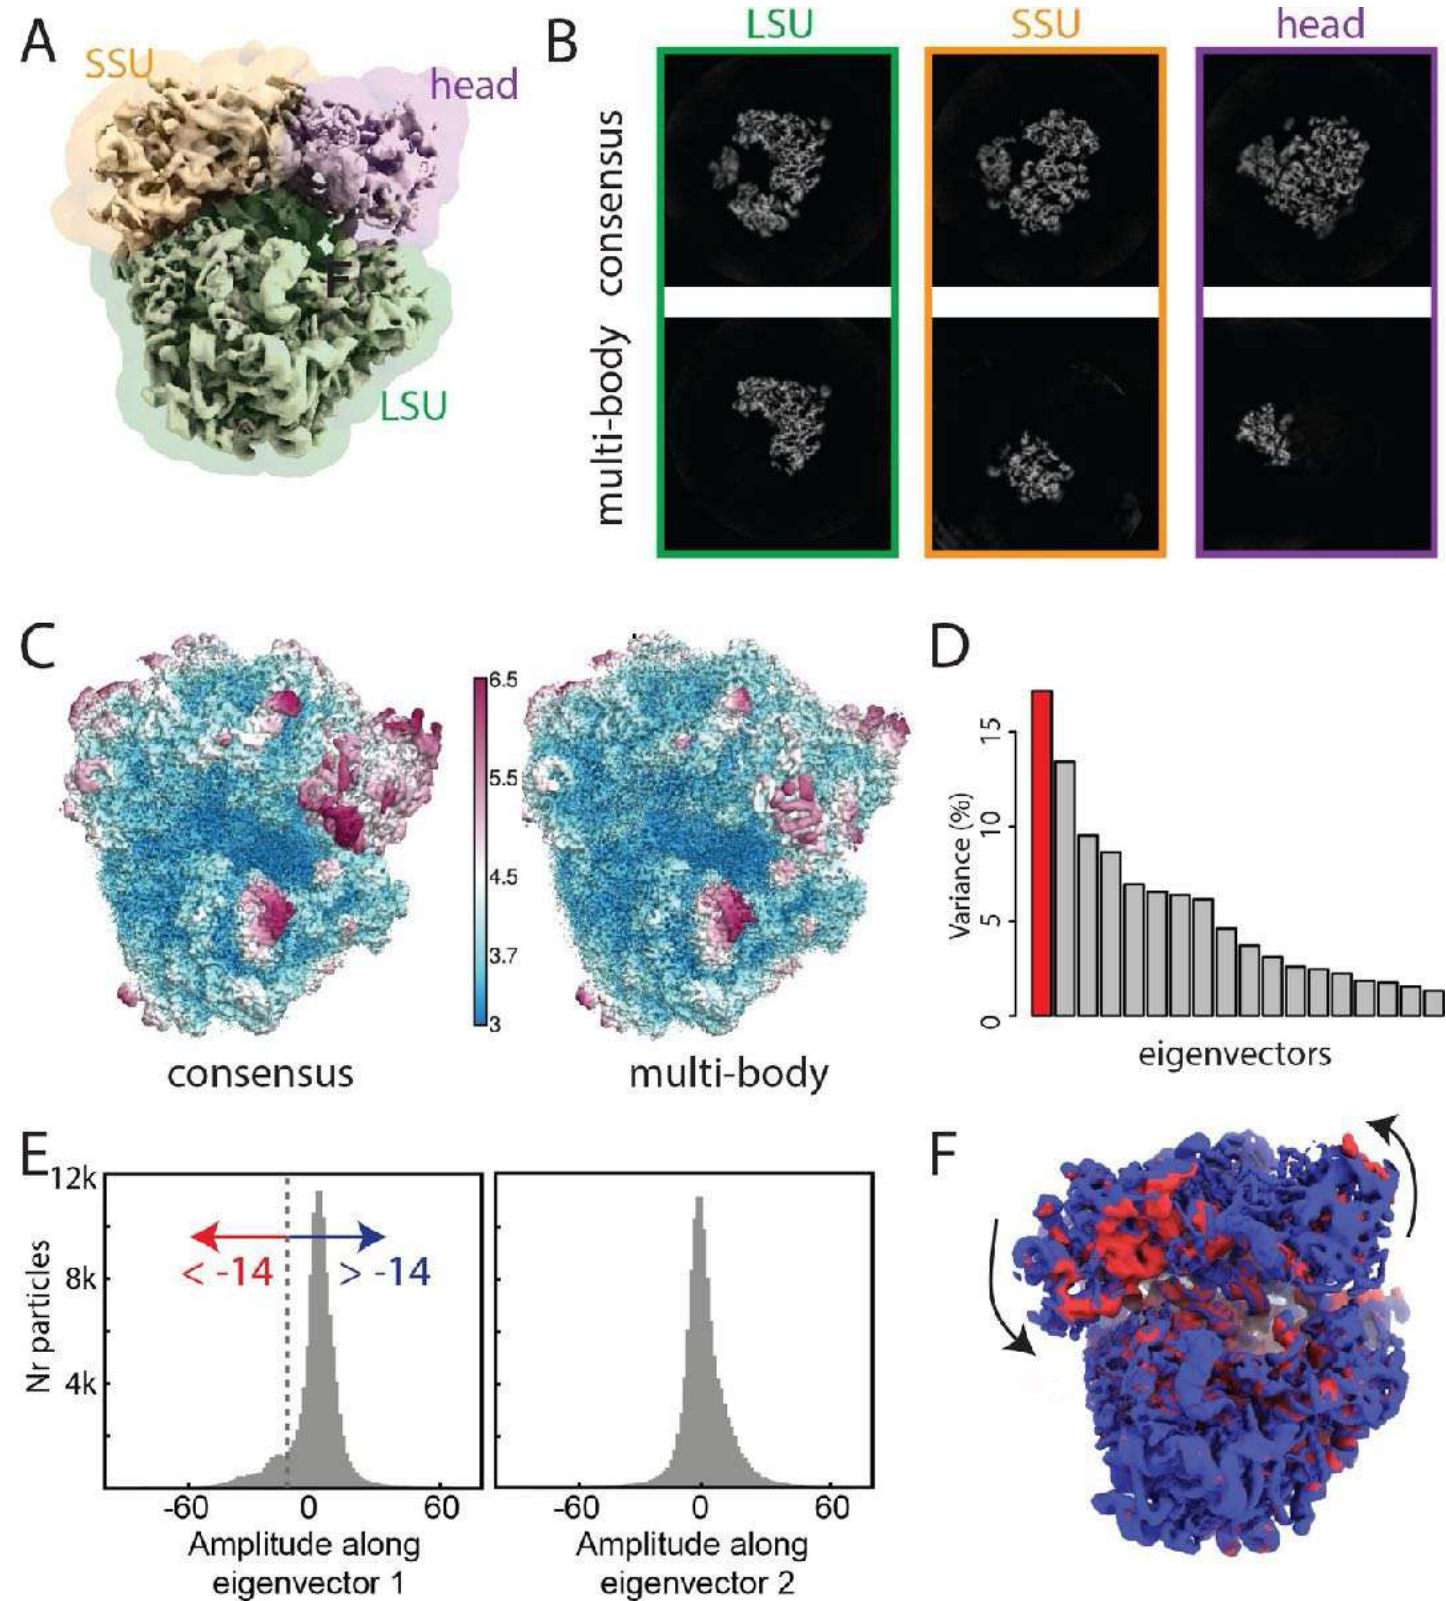 A
SSU
head
LSU
F
B
LSU
SSU
head
consensus
multi-body
C
6.5
5.5
4.5
3.7
3
consensus
multi-body
D
Variance (%)
15
10
5
0
eigenvectors
E
12k
8k
4k
Nr particles
< -14
> -14
-60
0
60
Amplitude along
eigenvector 1
-60
0
60
Amplitude along
eigenvector 2
F